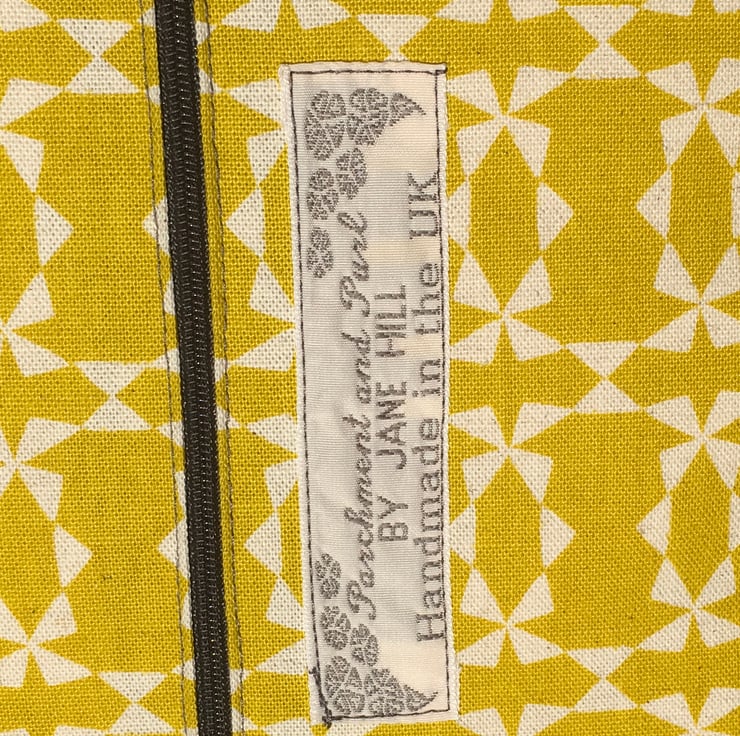 Parchment and Purl
BY JANE HILL
Handmade in the UK